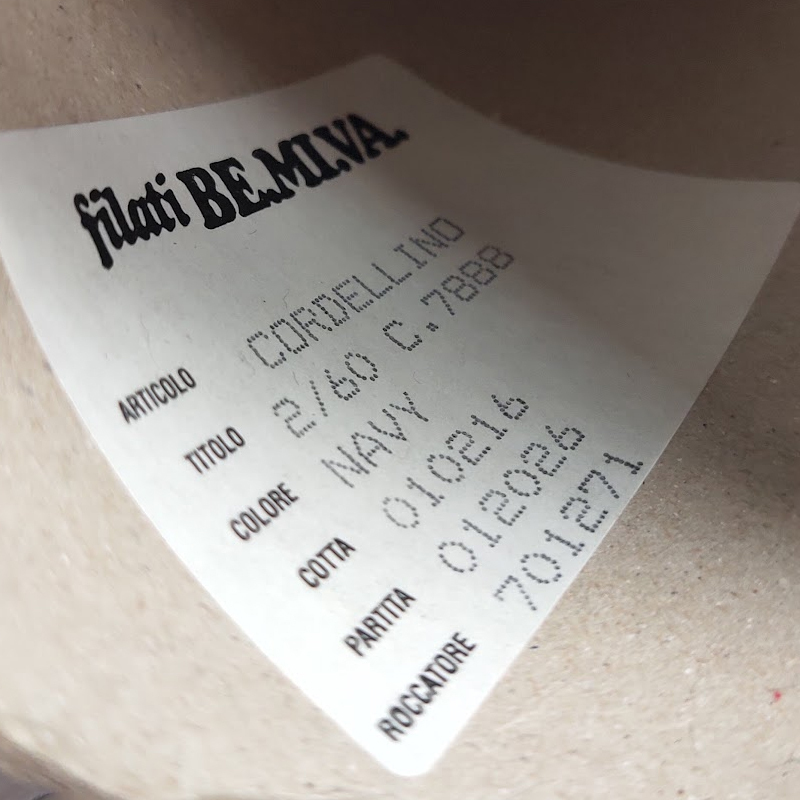 filati BE.MI.VA.
ARTICOLO CORDELLINO
TITOLO 2/60 C.7888
COLORE NAVY
COTTA 010216
PARTITA 012026
ROCCATORE 701271